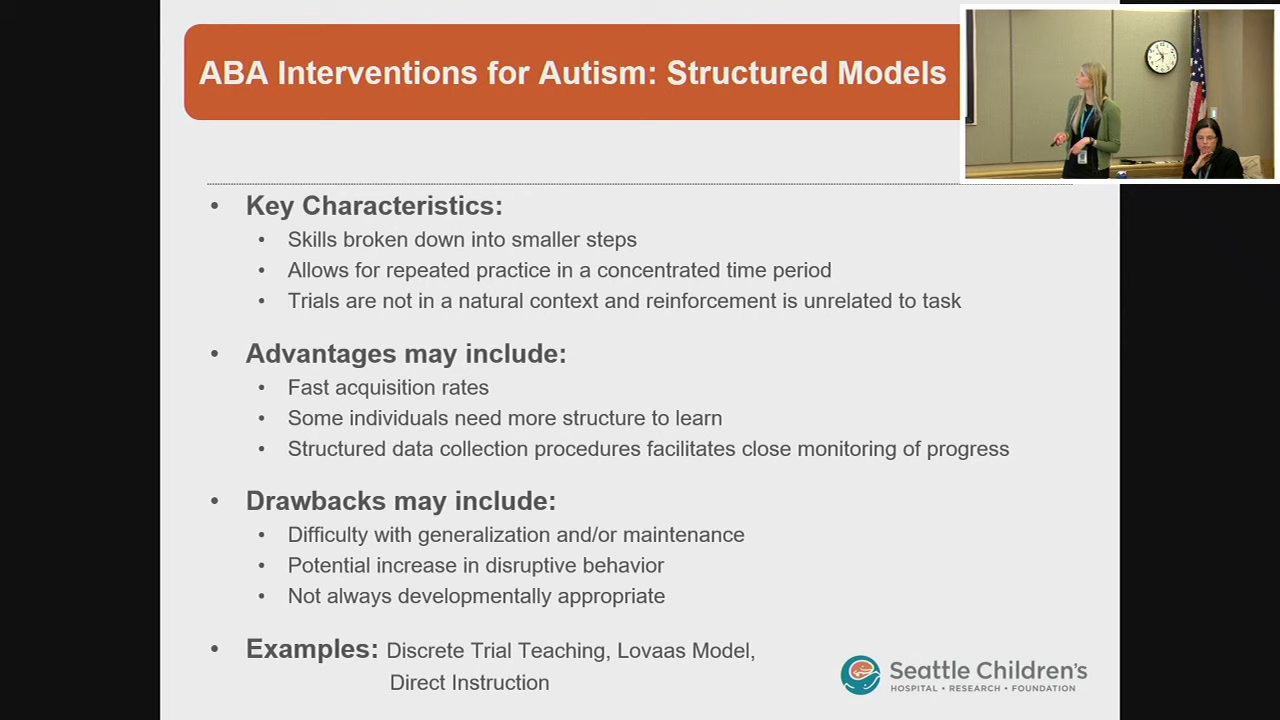 ABA Interventions for Autism: Structured Models
• Key Characteristics:
• Skills broken down into smaller steps
• Allows for repeated practice in a concentrated time period
• Trials are not in a natural context and reinforcement is unrelated to task
• Advantages may include:
• Fast acquisition rates
• Some individuals need more structure to learn
• Structured data collection procedures facilitates close monitoring of progress
• Drawbacks may include:
• Difficulty with generalization and/or maintenance
• Potential increase in disruptive behavior
• Not always developmentally appropriate
• Examples: Discrete Trial Teaching, Lovaas Model,
Direct Instruction
Seattle Children's
HOSPITAL • RESEARCH • FOUNDATION